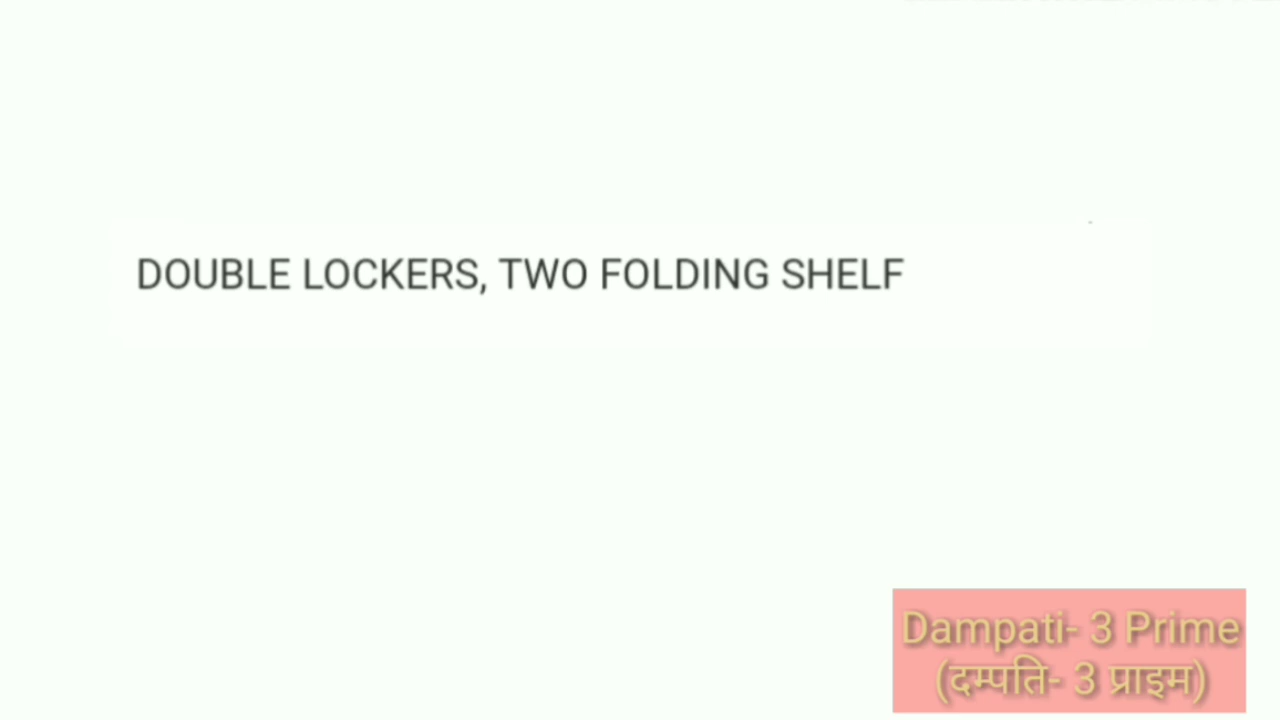 DOUBLE LOCKERS, TWO FOLDING SHELF
Dampati- 3 Prime
(दम्पति- 3 प्राइम)